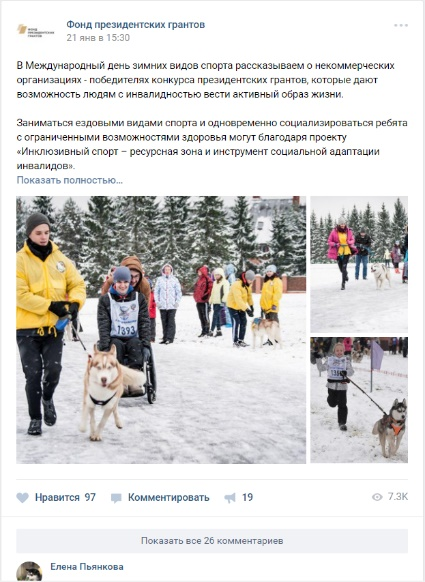 Фонд президентских грантов
21 янв в 15:30
ФОНД
ПРЕЗИДЕНТСКИХ
ГРАНТОВ
В Международный день зимних видов спорта рассказываем о некоммерческих
организациях - победителях конкурса президентских грантов, которые дают
возможность людям с инвалидностью вести активный образ жизни.
Заниматься ездовыми видами спорта и одновременно социализироваться ребята
с ограниченными возможностями здоровья могут благодаря проекту
«Инклюзивный спорт – ресурсная зона и инструмент социальной адаптации
инвалидов».
Показать полностью…
1893
Нравится 97 Комментировать 19 7.3K
Показать все 26 комментариев
Елена Пьянкова